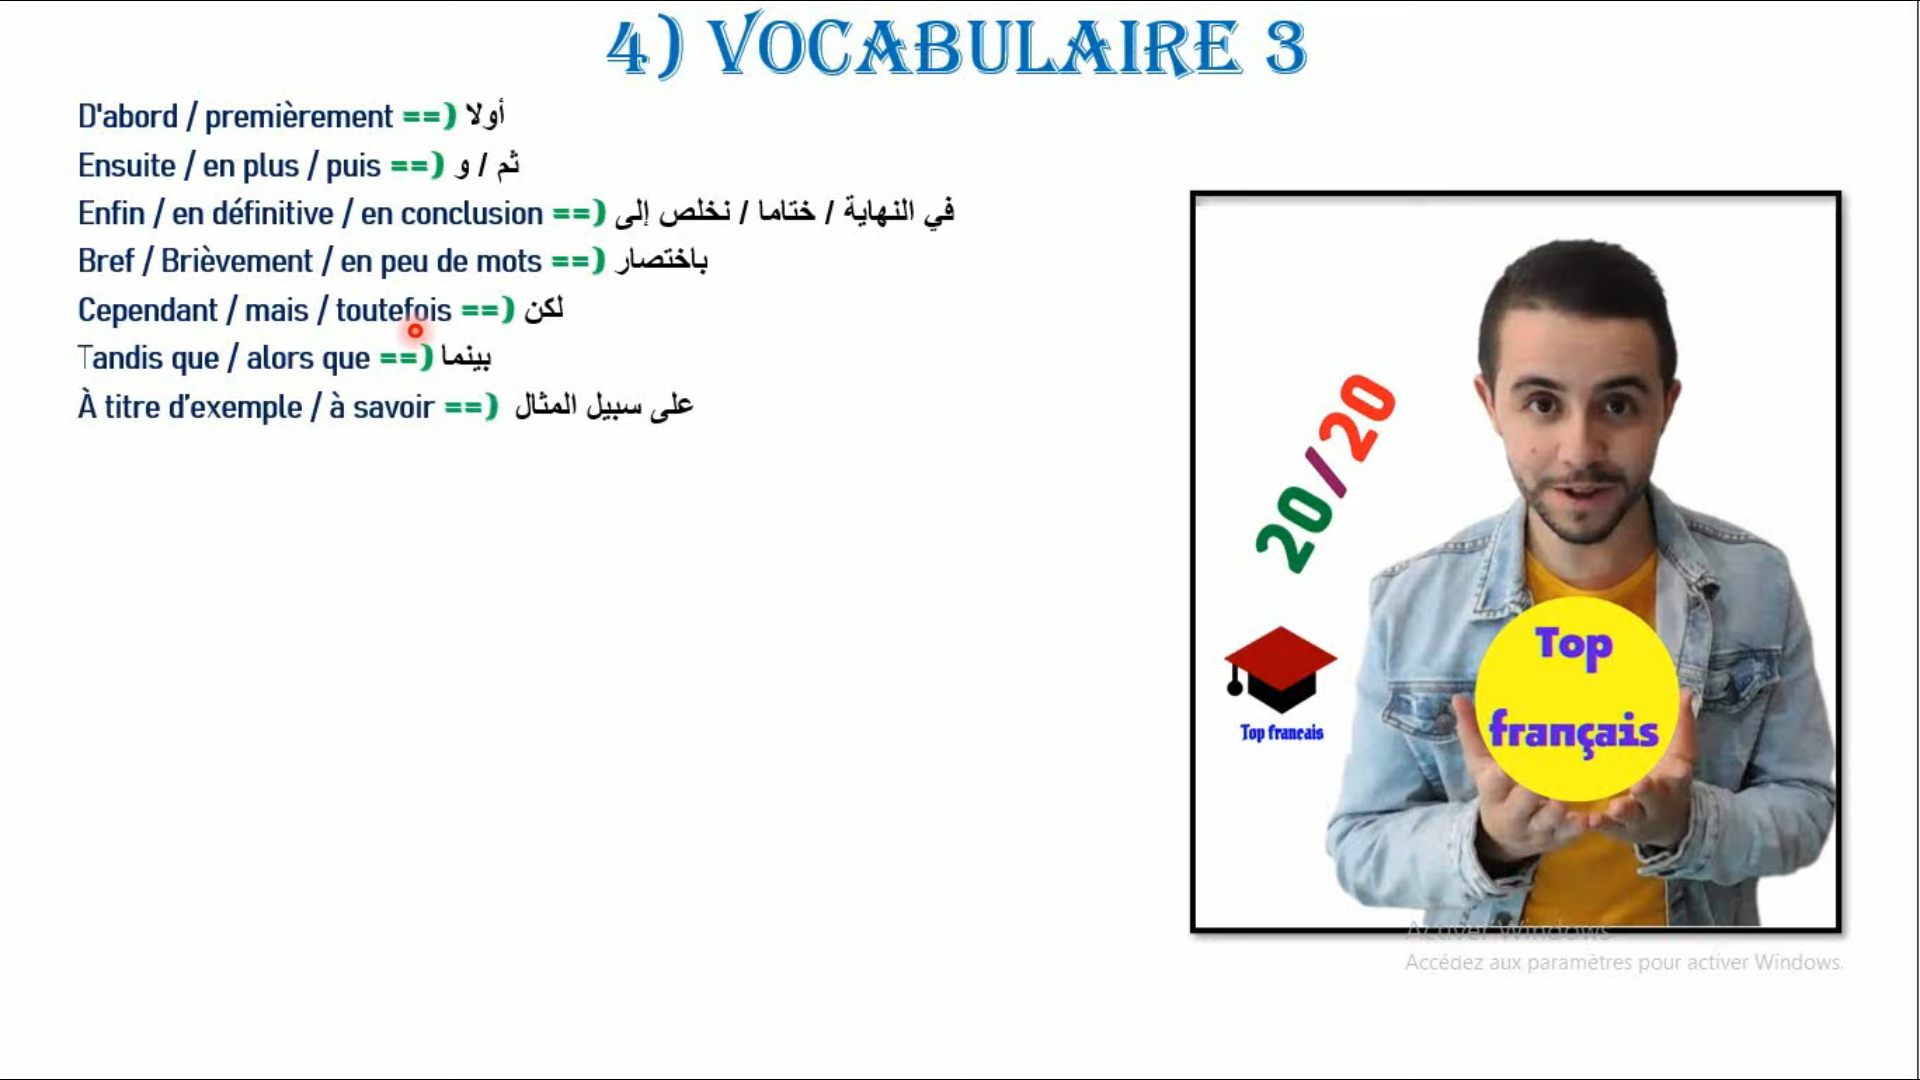 4) VOCABULAIRE 3
D'abord / premièrement ==) أولا
Ensuite / en plus / puis ==) ثم / و
Enfin / en définitive / en conclusion ==) في النهاية / ختاما / نخلص إلى
Bref / Brièvement / en peu de mots ==) باختصار
Cependant / mais / toutefois ==) لكن
Tandis que / alors que ==) بينما
À titre d'exemple / à savoir ==) على سبيل المثال
20/20
Top francais
Top
français
Activer Windows
Accédez aux paramètres pour activer Windows.